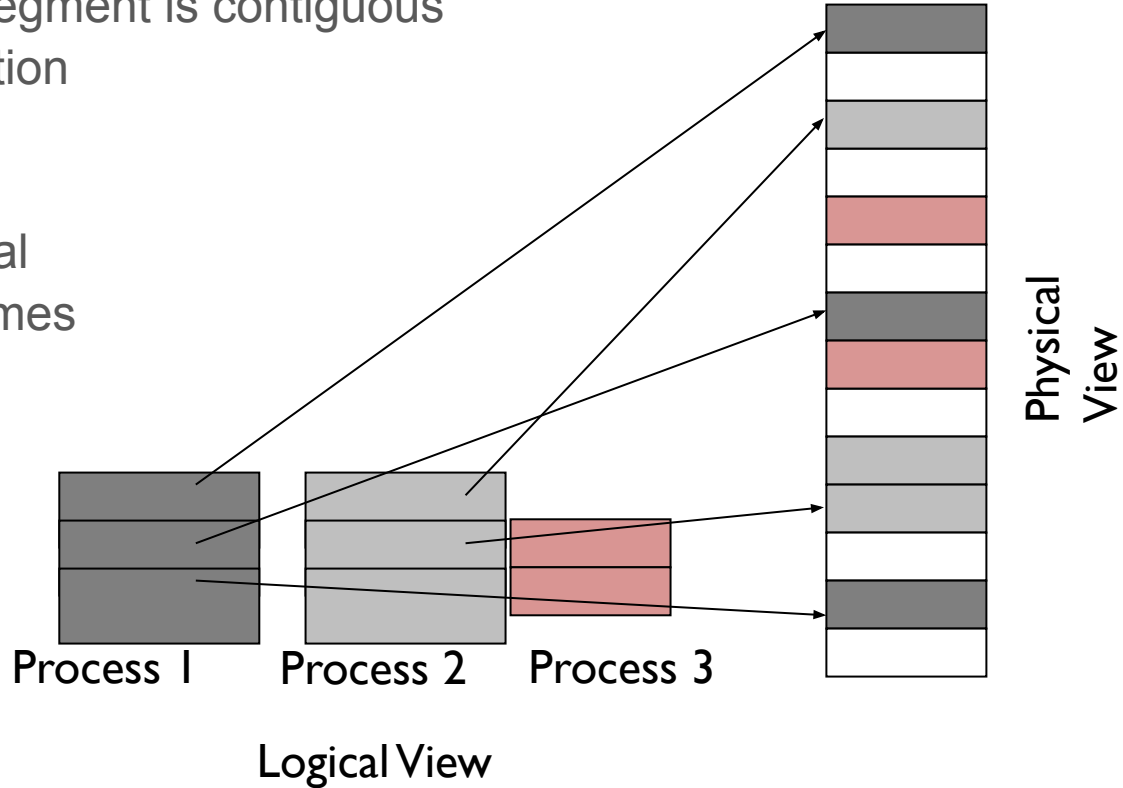 egment is contiguous
tion
al
mes
Physical
View
Process 1
Process 2
Process 3
Logical View